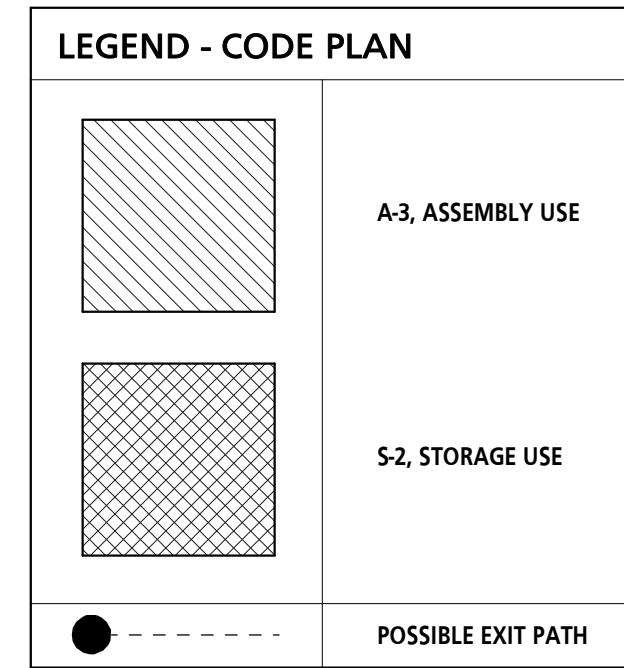 LEGEND - CODE PLAN
A-3, ASSEMBLY USE
S-2, STORAGE USE
POSSIBLE EXIT PATH